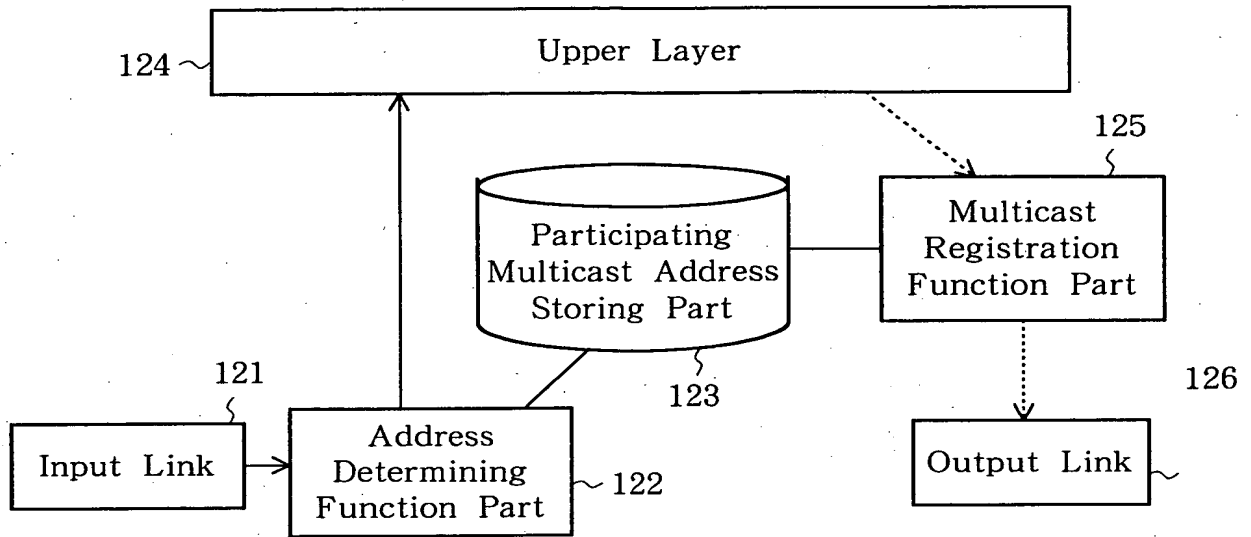 Upper Layer
124
125
Multicast
Registration
Function Part
Participating
Multicast Address
Storing Part
123
121
126
Input Link
Address
Determining
Function Part
122
Output Link